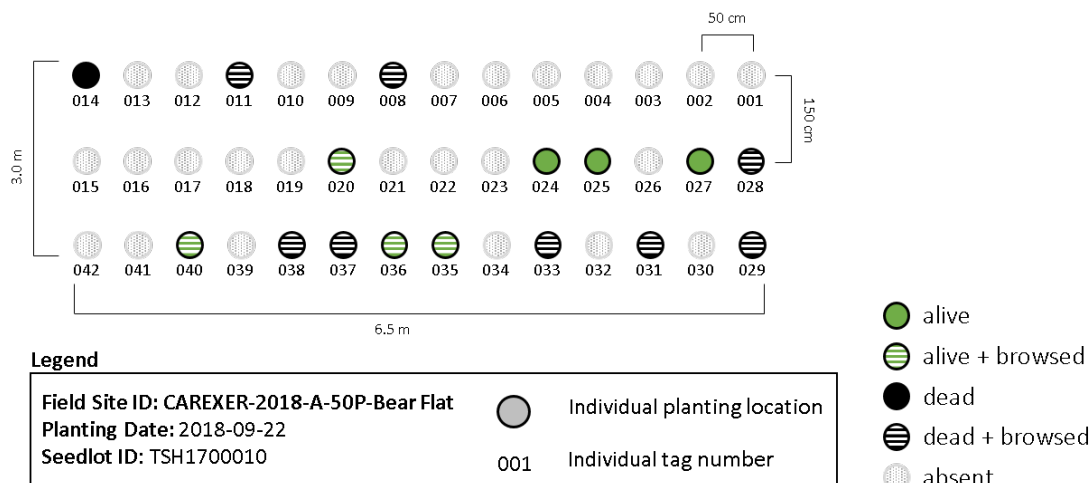 50 cm
014 013 012 011 010 009 008 007 006 005 004 003 002 001
150 cm
3.0 m
015 016 017 018 019 020 021 022 023 024 025 026 027 028
042 041 040 039 038 037 036 035 034 033 032 031 030 029
6.5 m
alive
alive + browsed
dead
dead + browsed
absent
Legend
Field Site ID: CAREXER-2018-A-50P-Bear Flat
Planting Date: 2018-09-22
Seedlot ID: TSH1700010
Individual planting location
001 Individual tag number